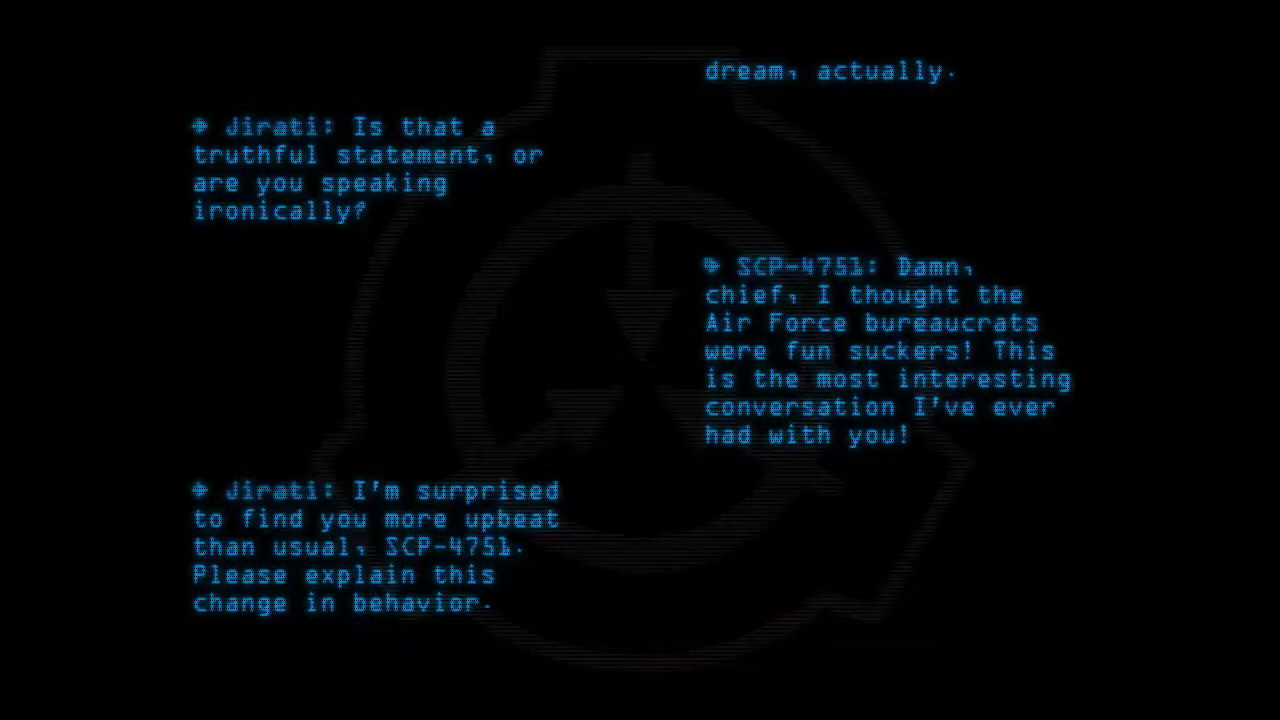 dream, actually.
→ Jirati: Is that a
truthful statement, or
are you speaking
ironically?
→ SCP-4751: Damn,
chief, I thought the
Air Force bureaucrats
were fun suckers! This
is the most interesting
conversation I've ever
had with you!
→ Jirati: I'm surprised
to find you more upbeat
than usual, SCP-4751.
Please explain this
change in behavior.